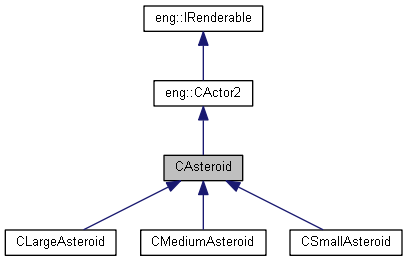 eng::IRenderable
eng::CActor2
CAsteroid
CLargeAsteroid
CMediumAsteroid
CSmallAsteroid